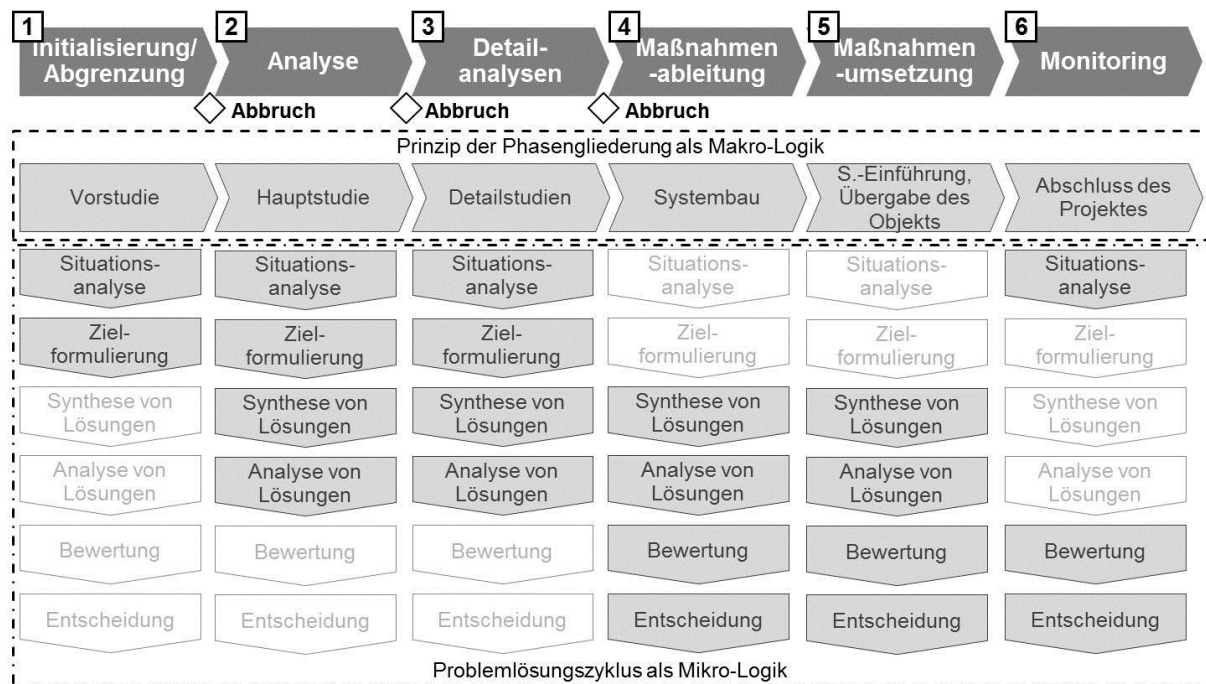 1 2 3 4 5 6
Initialisierung/ Analyse Detail- Maßnahmen Maßnahmen Monitoring
Abgrenzung analysen -ableitung -umsetzung
Abbruch Abbruch Abbruch
Prinzip der Phasengliederung als Makro-Logik
Vorstudie Hauptstudie Detailstudien Systembau S.-Einführung, Abschluss des
Übergabe des Projektes
Objekts
Situations- Situations- Situations- Situations- Situations- Situations-
analyse analyse analyse analyse analyse analyse
Ziel- Ziel- Ziel- Ziel- Ziel- Ziel-
formulierung formulierung formulierung formulierung formulierung formulierung
Synthese von Synthese von Synthese von Synthese von Synthese von Synthese von
Lösungen Lösungen Lösungen Lösungen Lösungen Lösungen
Analyse von Analyse von Analyse von Analyse von Analyse von Analyse von
Lösungen Lösungen Lösungen Lösungen Lösungen Lösungen
Bewertung Bewertung Bewertung Bewertung Bewertung Bewertung
Entscheidung Entscheidung Entscheidung Entscheidung Entscheidung Entscheidung
Problemlösungszyklus als Mikro-Logik